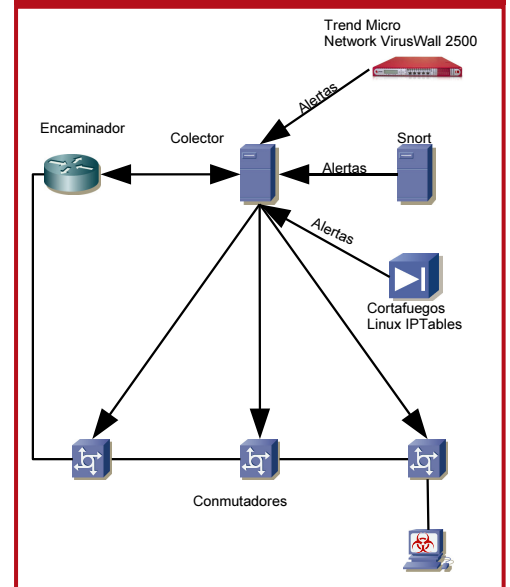 Trend Micro
Network VirusWall 2500
Alertas
Encaminador
Colector
Snort
Alertas
Alertas
Cortafuegos
Linux IPTables
Conmutadores